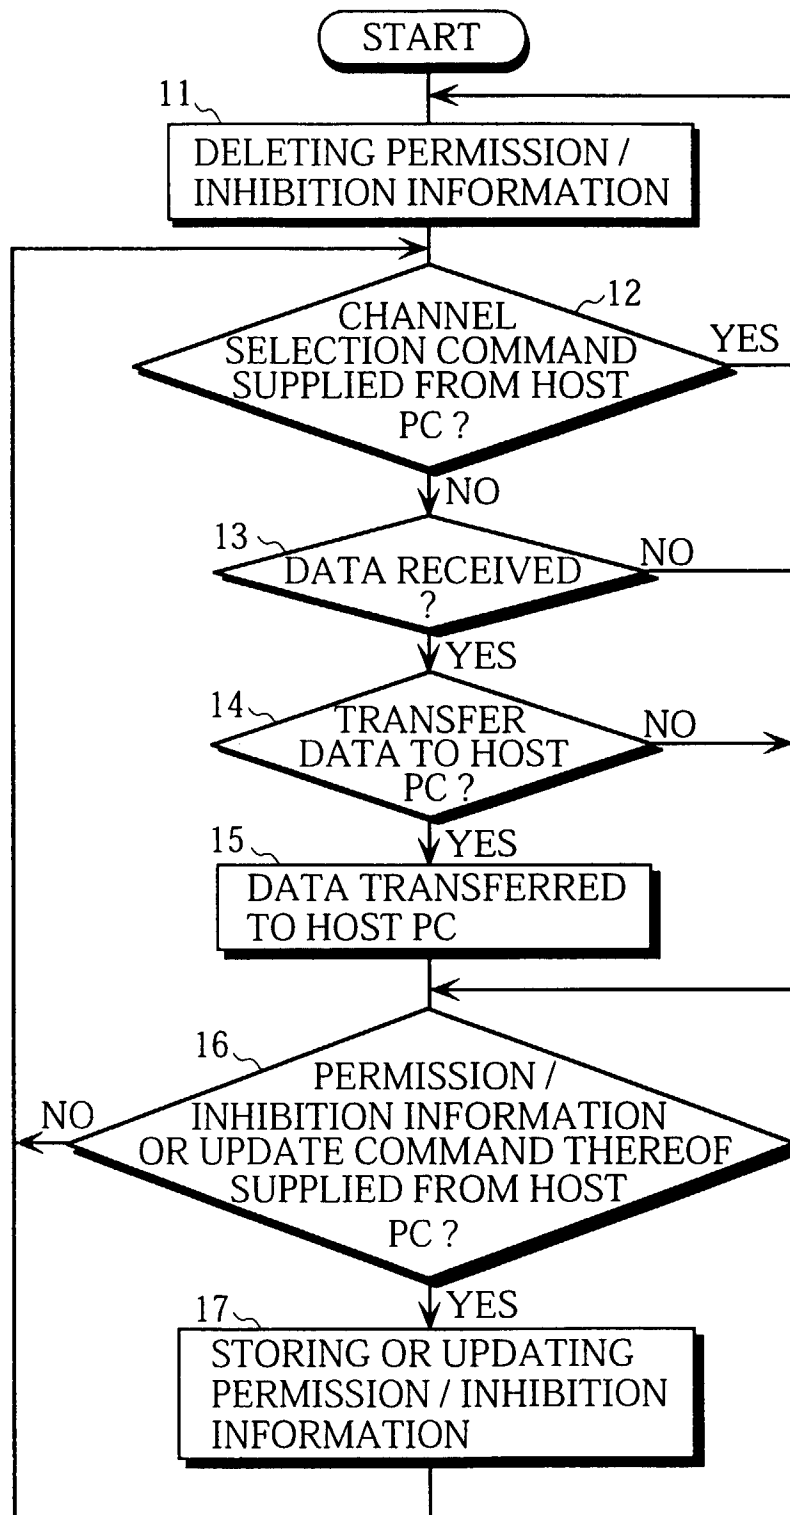 START
11
DELETING PERMISSION /
INHIBITION INFORMATION
12
CHANNEL
SELECTION COMMAND
SUPPLIED FROM HOST
PC ?
YES
NO
13
DATA RECEIVED
?
NO
YES
14
TRANSFER
DATA TO HOST
PC ?
NO
YES
15
DATA TRANSFERRED
TO HOST PC
16
PERMISSION /
INHIBITION INFORMATION
OR UPDATE COMMAND THEREOF
SUPPLIED FROM HOST
PC ?
NO
YES
17
STORING OR UPDATING
PERMISSION / INHIBITION
INFORMATION